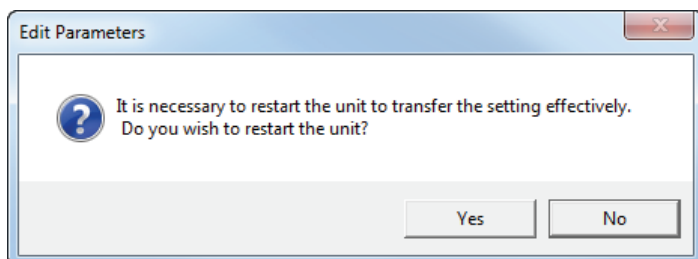 Edit Parameters
It is necessary to restart the unit to transfer the setting effectively.
Do you wish to restart the unit?
Yes No